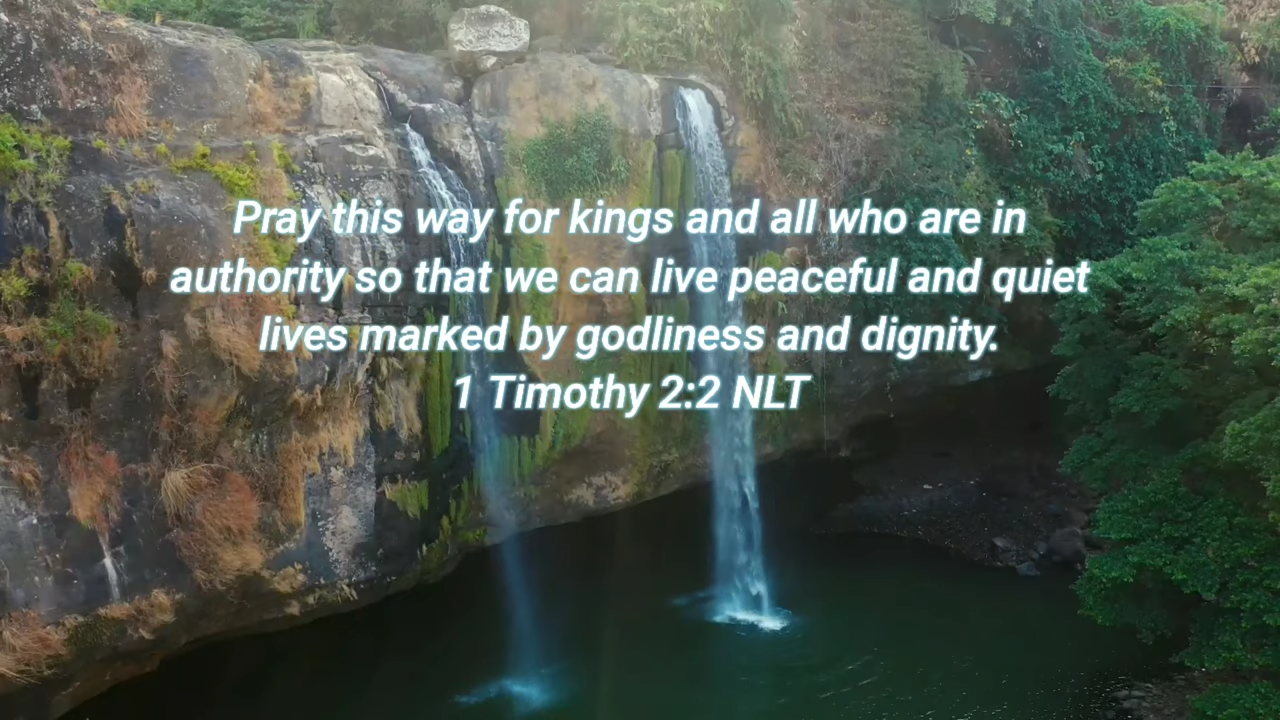 Pray this way for kings and all who are in
authority so that we can live peaceful and quiet
lives marked by godliness and dignity.
1 Timothy 2:2 NLT